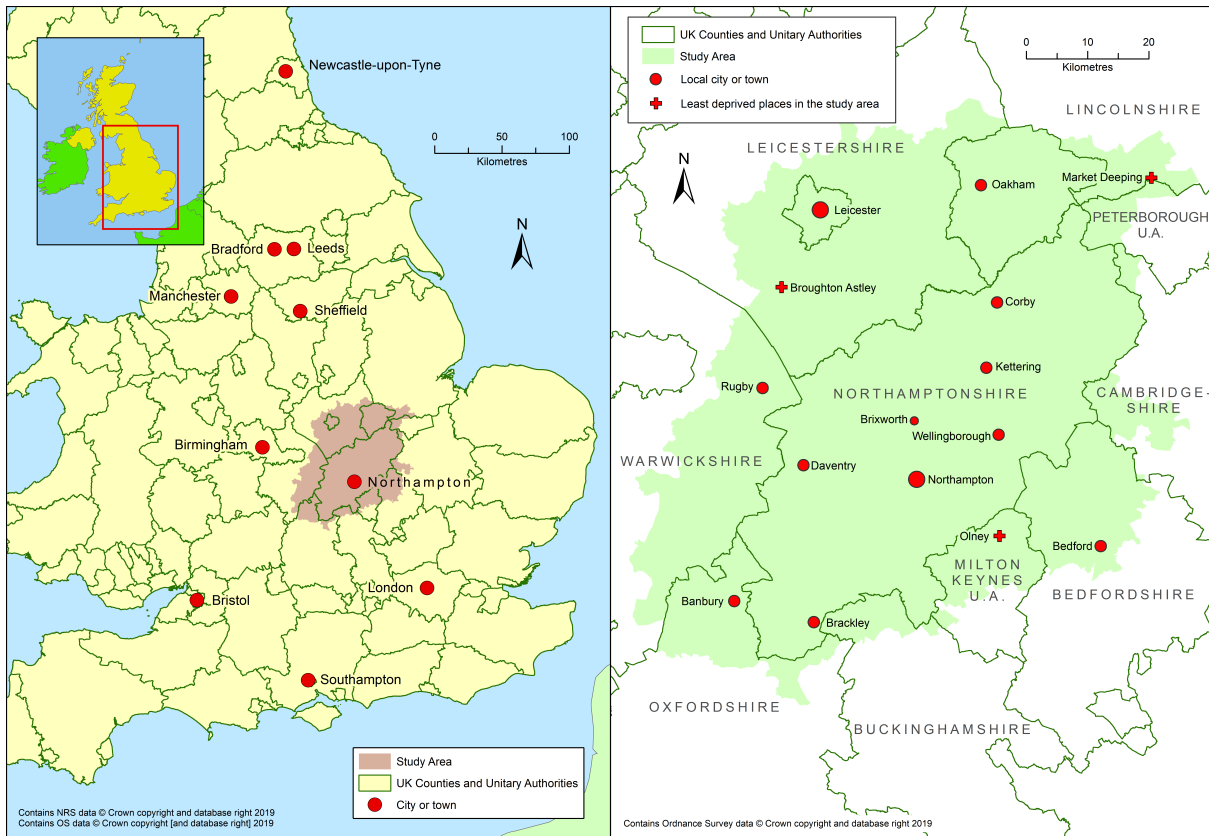 Newcastle-upon-Tyne
0 50 100
Kilometres
N
Bradford
Leeds
Manchester
Sheffield
Birmingham
Northampton
London
Bristol
Southampton
Study Area
UK Counties and Unitary Authorities
City or town
Contains NRS data © Crown copyright and database right 2019
Contains OS data © Crown copyright [and database right] 2019
UK Counties and Unitary Authorities
Study Area
Local city or town
Least deprived places in the study area
0 10 20
Kilometres
LINCOLNSHIRE
LEICESTERSHIRE
N
Market Deeping
Oakham
Leicester
PETERBOROUGH
U.A.
Broughton Astley
Corby
Kettering
Rugby
NORTHAMPTONSHIRE
CAMBRIDGE-
SHIRE
Brixworth
Wellingborough
WARWICKSHIRE
Daventry
Northampton
Olney
Bedford
MILTON
KEYNES
U.A.
BEDFORDSHIRE
Banbury
Brackley
OXFORDSHIRE
BUCKINGHAMSHIRE
Contains Ordnance Survey data © Crown copyright and database right 2019